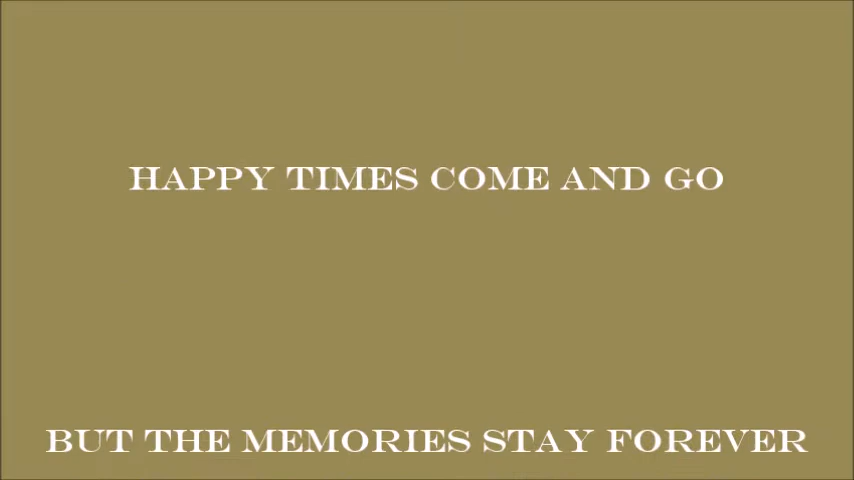 HAPPY TIMES COME AND GO
BUT THE MEMORIES STAY FOREVER